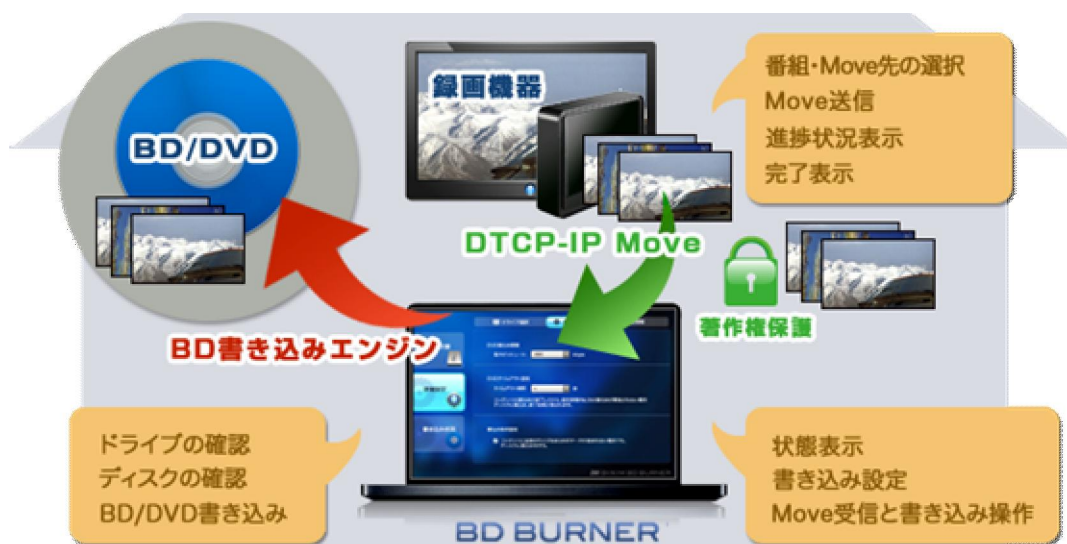 BD/DVD
録画機器
番組・Move先の選択
Move送信
進捗状況表示
完了表示
DTCP-IP Move
著作権保護
BD書き込みエンジン
ドライブの確認
ディスクの確認
BD/DVD書き込み
状態表示
書き込み設定
Move受信と書き込み操作
BD BURNER